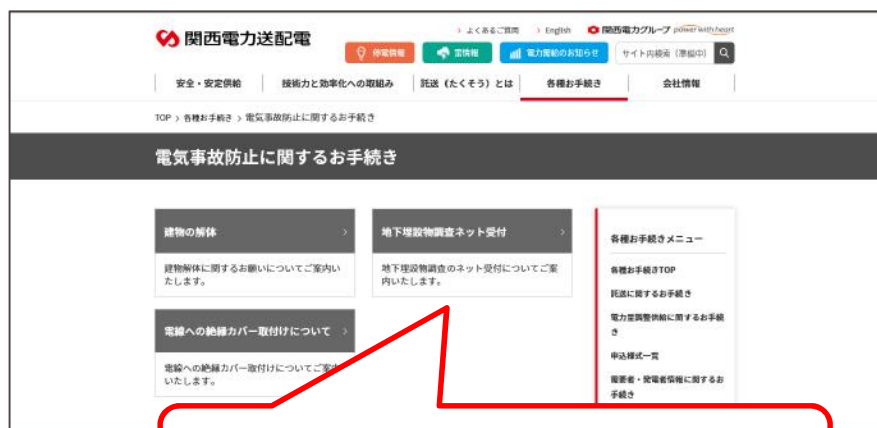 関西電力送配電
よくあるご質問 English 関西電力グループ power with heart
停電情報 雷情報 電力需給のお知らせ サイト内検索（準備中）
安全・安定供給 技術力と効率化への取組み 託送（たくそう）とは 各種お手続き 会社情報
TOP > 各種お手続き > 電気事故防止に関するお手続き
電気事故防止に関するお手続き
建物の解体 >
建物解体に関するお願いについてご案内い
たします。
地下埋設物調査ネット受付 >
地下埋設物調査のネット受付についてご案
内いたします。
電線への絶縁カバー取付けについて >
電線への絶縁カバー取付けについてご案内
いたします。
各種お手続きメニュー
各種お手続きTOP
託送に関するお手続き
電力量調整供給に関するお手続
き
申込様式一覧
需要者・発電者情報に関するお
手続き